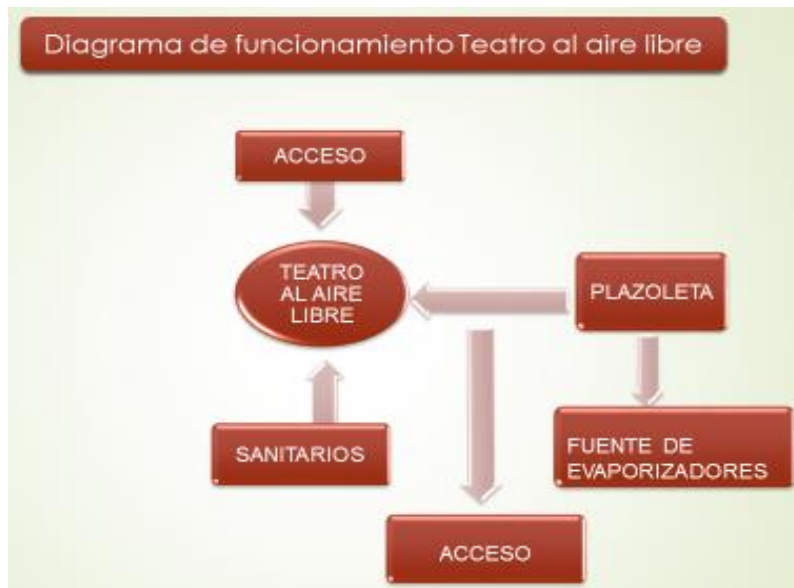 Diagrama de funcionamiento Teatro al aire libre
ACCESO
TEATRO
AL AIRE
LIBRE
PLAZOLETA
SANITARIOS
FUENTE DE
EVAPORIZADORES
ACCESO